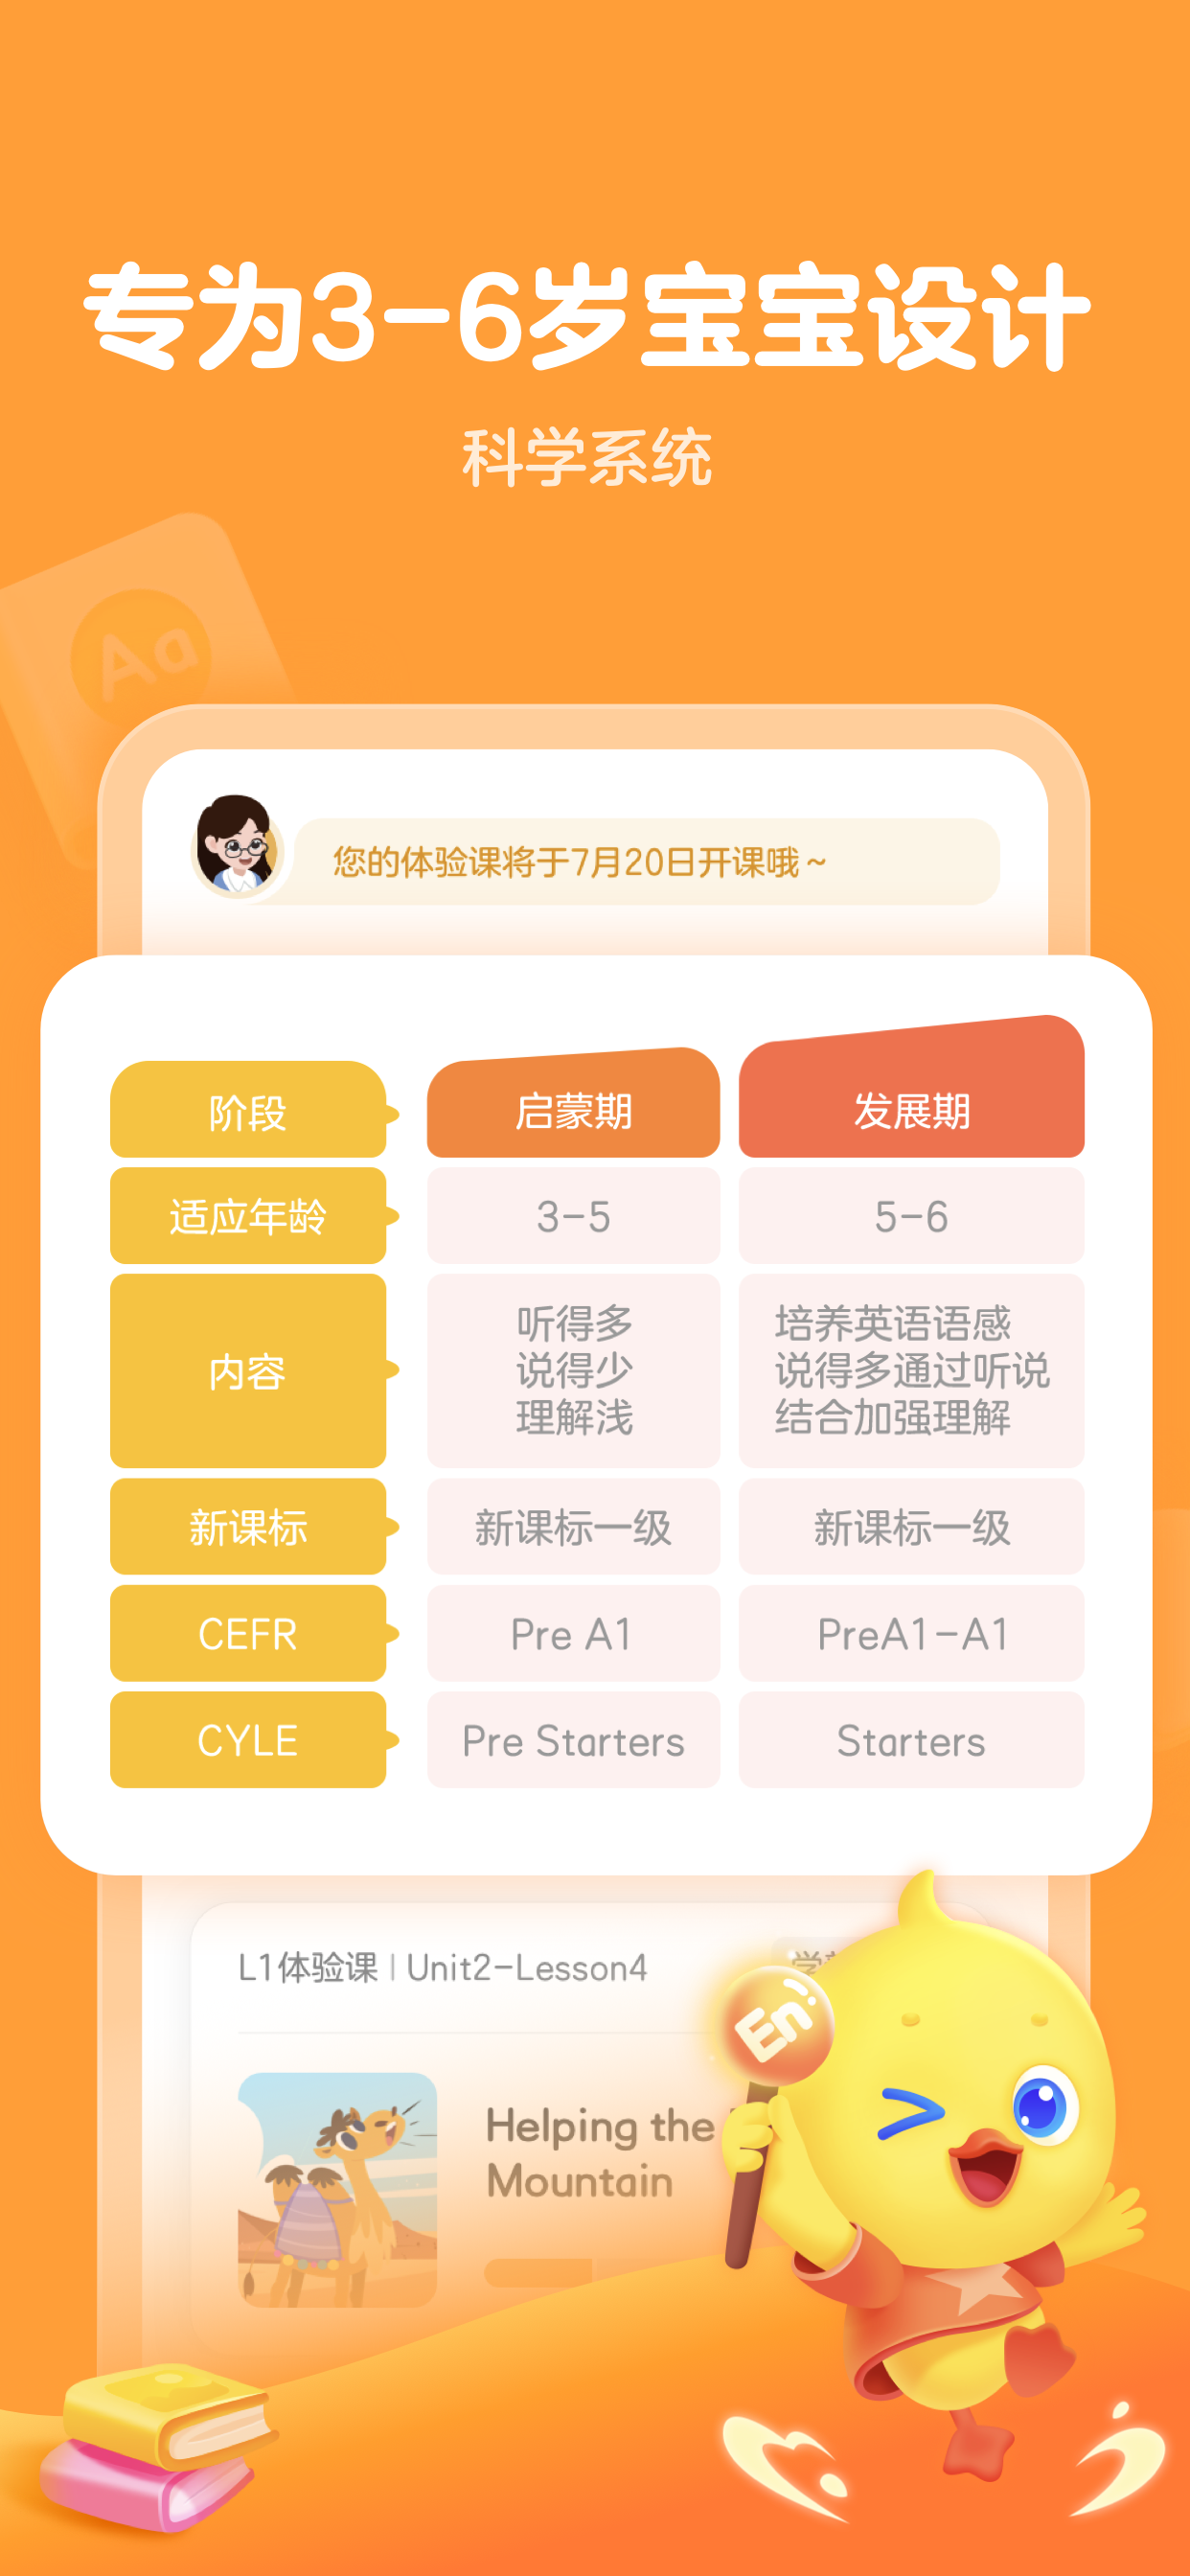 专为3-6岁宝宝设计
科学系统
Aa
您的体验课将于7月20日开课哦~
阶段 启蒙期 发展期
适应年龄 3-5 5-6
内容
听得多
说得少
理解浅
培养英语语感
说得多通过听说
结合加强理解
新课标 新课标一级 新课标一级
CEFR Pre A1 PreA1-A1
CYLE Pre Starters Starters
L1体验课 | Unit2-Lesson4
En
Helping the
Mountain